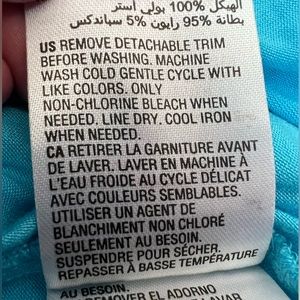 الهيكل 100% بولي استر
بطانة 95% رايون 5% سباندكس
US REMOVE DETACHABLE TRIM
BEFORE WASHING. MACHINE
WASH COLD GENTLE CYCLE WITH
LIKE COLORS. ONLY
NON-CHLORINE BLEACH WHEN
NEEDED. LINE DRY. COOL IRON
WHEN NEEDED.
CA RETIRER LA GARNITURE AVANT
DE LAVER. LAVER EN MACHINE À
L'EAU FROIDE AU CYCLE DÉLICAT
AVEC COULEURS SEMBLABLES.
UTILISER UN AGENT DE
BLANCHIMENT NON CHLORÉ
SEULEMENT AU BESOIN.
SUSPENDRE POUR SÉCHER.
REPASSER À BASSE TEMPÉRATURE
AU BESOIN.
REMOVER EL ADORNO
LAVAR